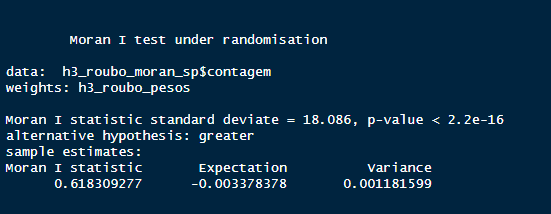 Moran I test under randomisation
data:  h3_roubo_moran_sp$contagem
weights: h3_roubo_pesos
Moran I statistic standard deviate = 18.086, p-value < 2.2e-16
alternative hypothesis: greater
sample estimates:
Moran I statistic       Expectation          Variance
      0.618309277      -0.003378378       0.001181599